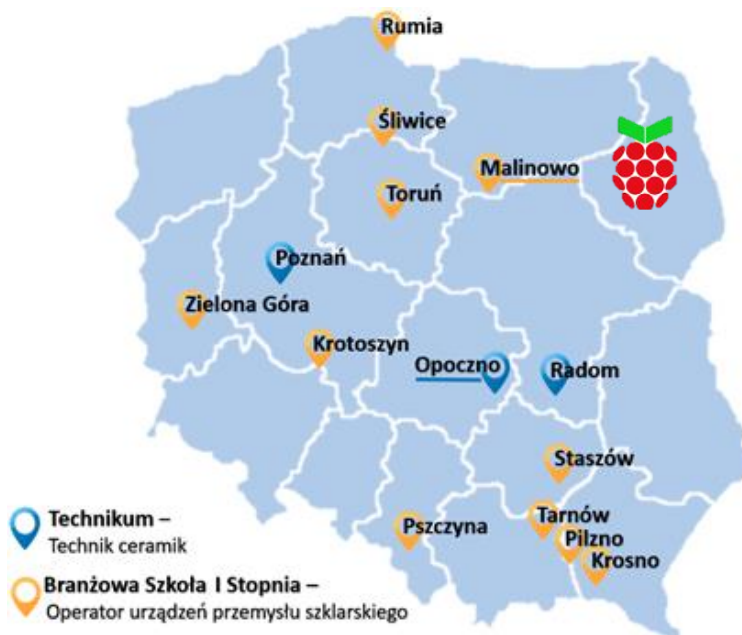 Rumia
Śliwice
Malinowo
Toruń
Poznań
Zielona Góra
Krotoszyn
Opoczno
Radom
Staszów
Tarnów
Pszczyna
Pilzno
Krosno
Technikum –
Technik ceramik
Branżowa Szkoła I Stopnia –
Operator urządzeń przemysłu szklarskiego